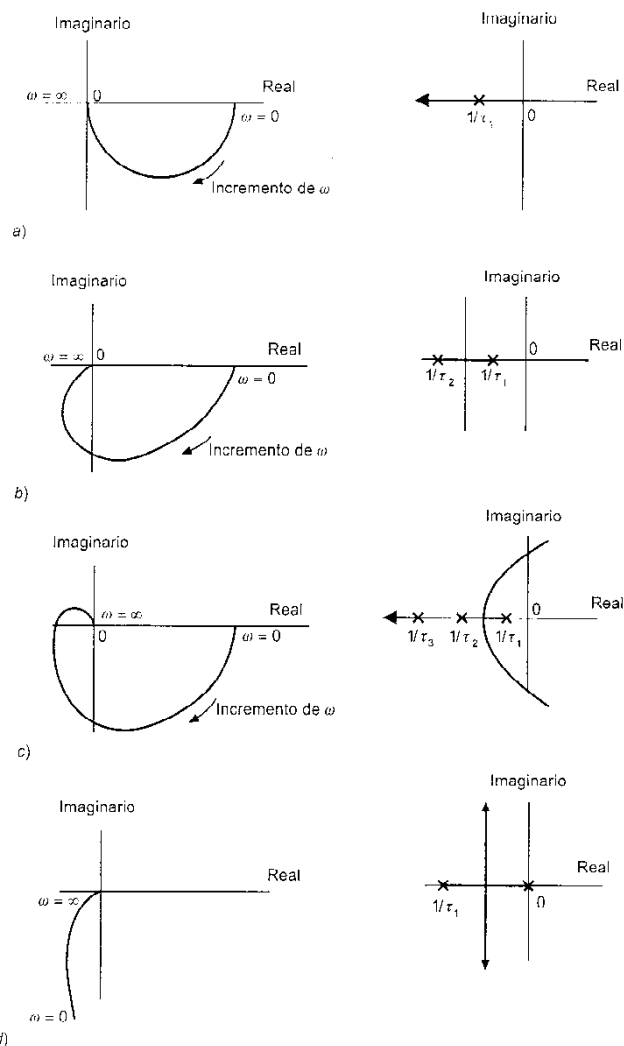 Imaginario
ω = ∞ 0 Real
ω = 0
Incremento de ω
Imaginario
Real
1/τ₁ 0
a)
Imaginario
ω = ∞ 0 Real
ω = 0
Incremento de ω
Imaginario
0 Real
1/τ₂ 1/τ₁
b)
Imaginario
ω = ∞ Real
0 ω = 0
Incremento de ω
Imaginario
0 Real
1/τ₃ 1/τ₂ 1/τ₁
c)
Imaginario
Real
ω = ∞
ω = 0
Imaginario
Real
1/τ₁ 0
d)